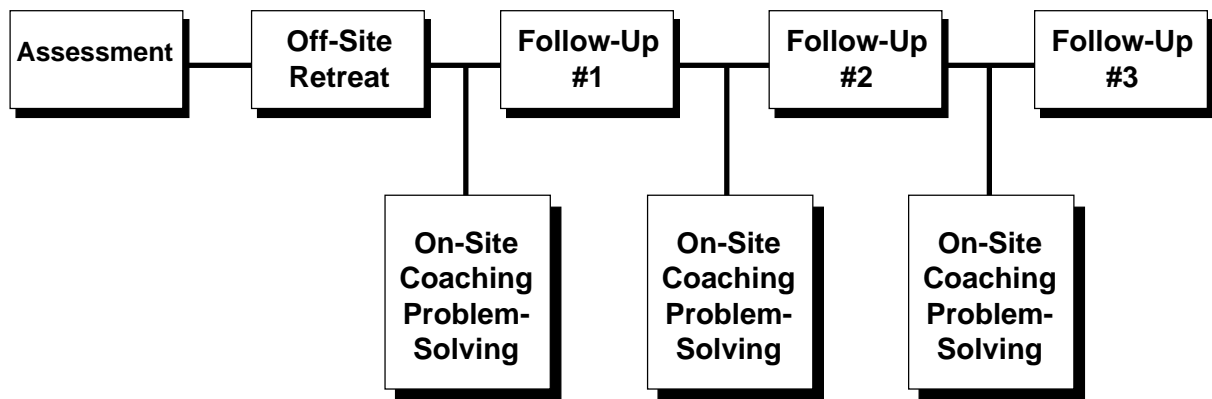 Assessment
Off-Site
Retreat
Follow-Up
#1
Follow-Up
#2
Follow-Up
#3
On-Site
Coaching
Problem-
Solving
On-Site
Coaching
Problem-
Solving
On-Site
Coaching
Problem-
Solving